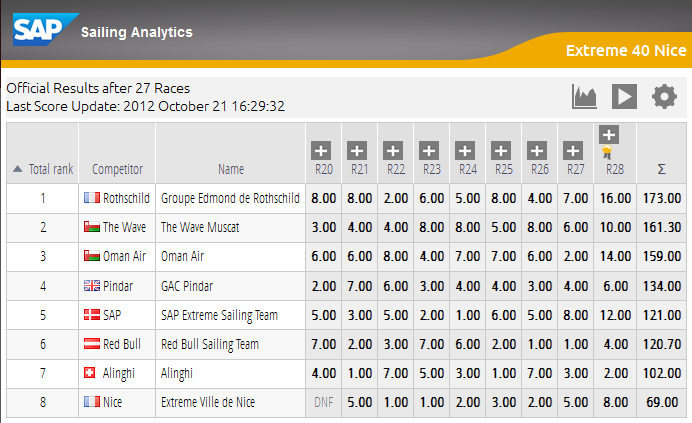 SAP Sailing Analytics
Extreme 40 Nice
Official Results after 27 Races
Last Score Update: 2012 October 21 16:29:32
Total rank Competitor Name R20 R21 R22 R23 R24 R25 R26 R27 R28 Σ
1 Rothschild Groupe Edmond de Rothschild 8.00 8.00 2.00 6.00 5.00 8.00 4.00 7.00 16.00 173.00
2 The Wave The Wave Muscat 3.00 4.00 4.00 8.00 8.00 5.00 8.00 6.00 10.00 161.30
3 Oman Air Oman Air 6.00 6.00 8.00 4.00 7.00 7.00 6.00 2.00 14.00 159.00
4 Pindar GAC Pindar 2.00 7.00 6.00 3.00 4.00 4.00 3.00 4.00 6.00 134.00
5 SAP SAP Extreme Sailing Team 5.00 3.00 5.00 2.00 1.00 6.00 5.00 8.00 12.00 121.00
6 Red Bull Red Bull Sailing Team 7.00 2.00 3.00 7.00 6.00 2.00 1.00 1.00 4.00 120.70
7 Alinghi Alinghi 4.00 1.00 7.00 5.00 3.00 1.00 7.00 3.00 2.00 102.00
8 Nice Extreme Ville de Nice DNF 5.00 1.00 1.00 2.00 3.00 2.00 5.00 8.00 69.00